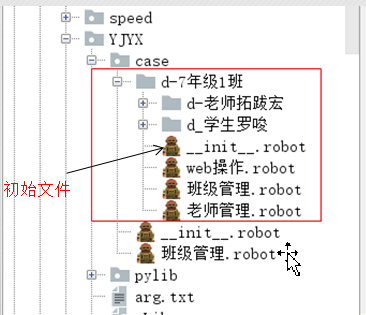 speed
YJYX
case
d-7年级1班
d-老师拓跋宏
d_学生罗唆
__init__.robot
web操作.robot
初始文件
班级管理.robot
老师管理.robot
__init__.robot
班级管理.robot
pylib
arg.txt